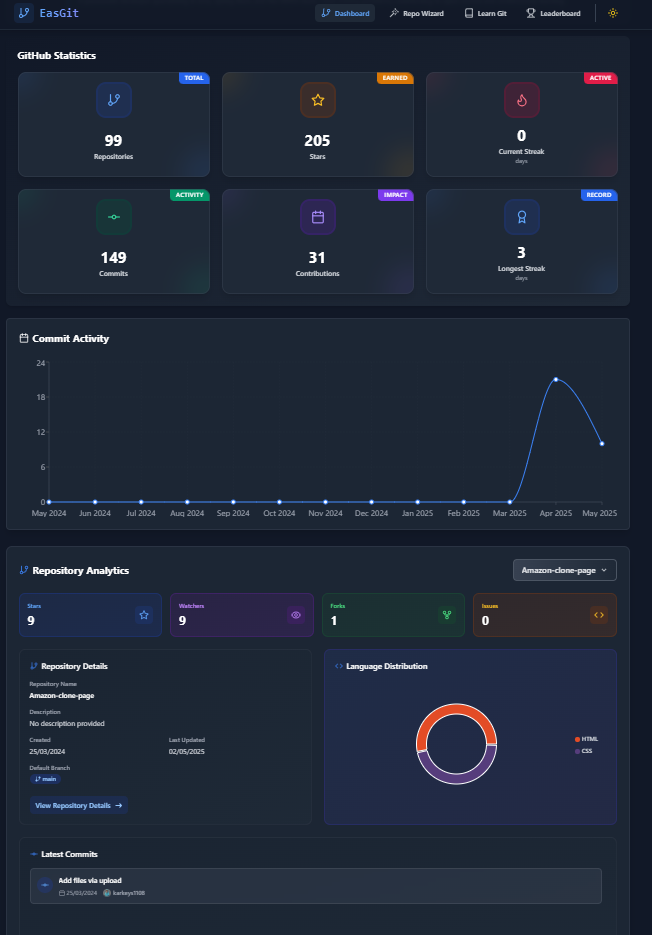 EasGit
Dashboard
Repo Wizard
Learn Git
Leaderboard
GitHub Statistics
TOTAL
99
Repositories
EARNED
205
Stars
ACTIVE
0
Current Streak
days
ACTIVITY
149
Commits
IMPACT
31
Contributions
RECORD
3
Longest Streak
days
Commit Activity
24
18
12
6
0
May 2024 Jun 2024 Jul 2024 Aug 2024 Sep 2024 Oct 2024 Nov 2024 Dec 2024 Jan 2025 Feb 2025 Mar 2025 Apr 2025 May 2025
Repository Analytics
Amazon-clone-page
Stars
9
Watchers
9
Forks
1
Issues
0
Repository Details
Repository Name
Amazon-clone-page
Description
No description provided
Created
25/03/2024
Last Updated
02/05/2025
Default Branch
main
View Repository Details →
Language Distribution
HTML
CSS
Latest Commits
Add files via upload
25/03/2024 karkeys1108